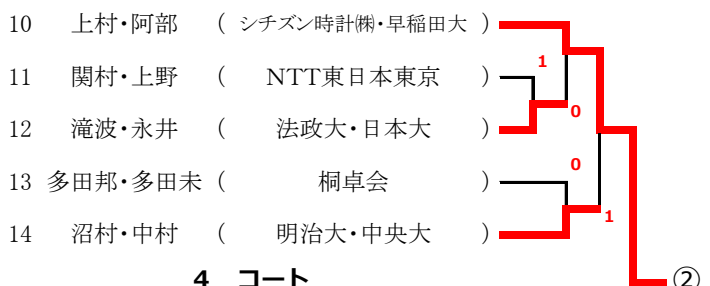 10 上村・阿部 ( シチズン時計㈱・早稲田大 )
1
11 関村・上野 ( NTT東日本東京 )
0
12 滝波・永井 ( 法政大・日本大 )
0
13 多田邦・多田未 ( 桐卓会 )
1
14 沼村・中村 ( 明治大・中央大 )
4 コート ②